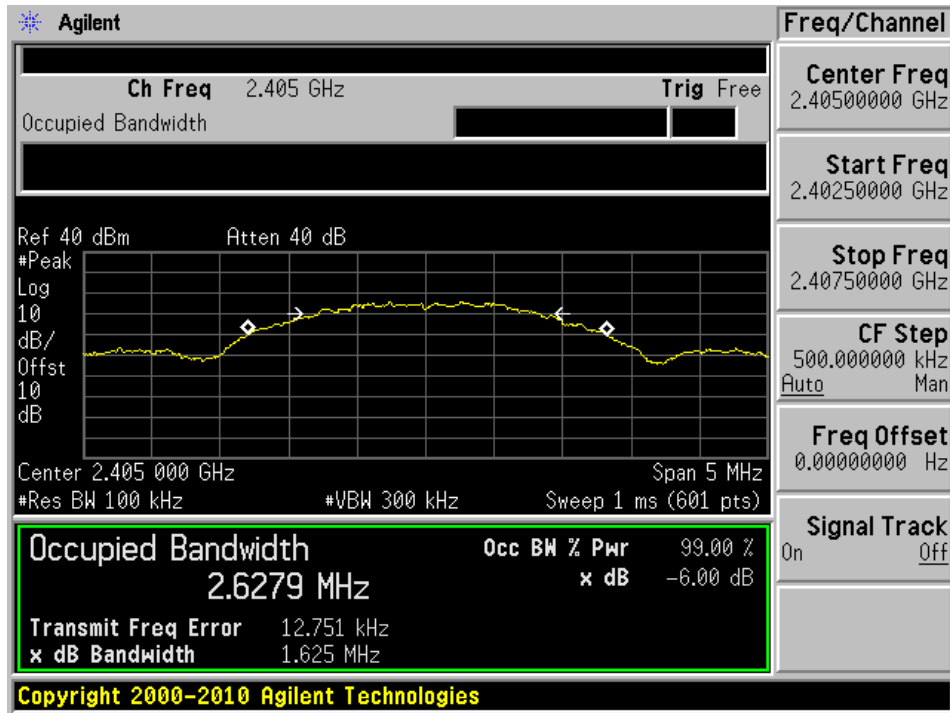 Agilent
Freq/Channel
Ch Freq 2.405 GHz Trig Free
Occupied Bandwidth
Center Freq
2.40500000 GHz
Start Freq
2.40250000 GHz
Stop Freq
2.40750000 GHz
CF Step
500.000000 kHz
Auto Man
Freq Offset
0.00000000 Hz
Signal Track
On Off
Ref 40 dBm Atten 40 dB
#Peak
Log
10
dB/
Offst
10
dB
Center 2.405 000 GHz Span 5 MHz
#Res BW 100 kHz #VBW 300 kHz Sweep 1 ms (601 pts)
Occupied Bandwidth
2.6279 MHz
Occ BW % Pwr 99.00 %
x dB -6.00 dB
Transmit Freq Error 12.751 kHz
x dB Bandwidth 1.625 MHz
Copyright 2000-2010 Agilent Technologies